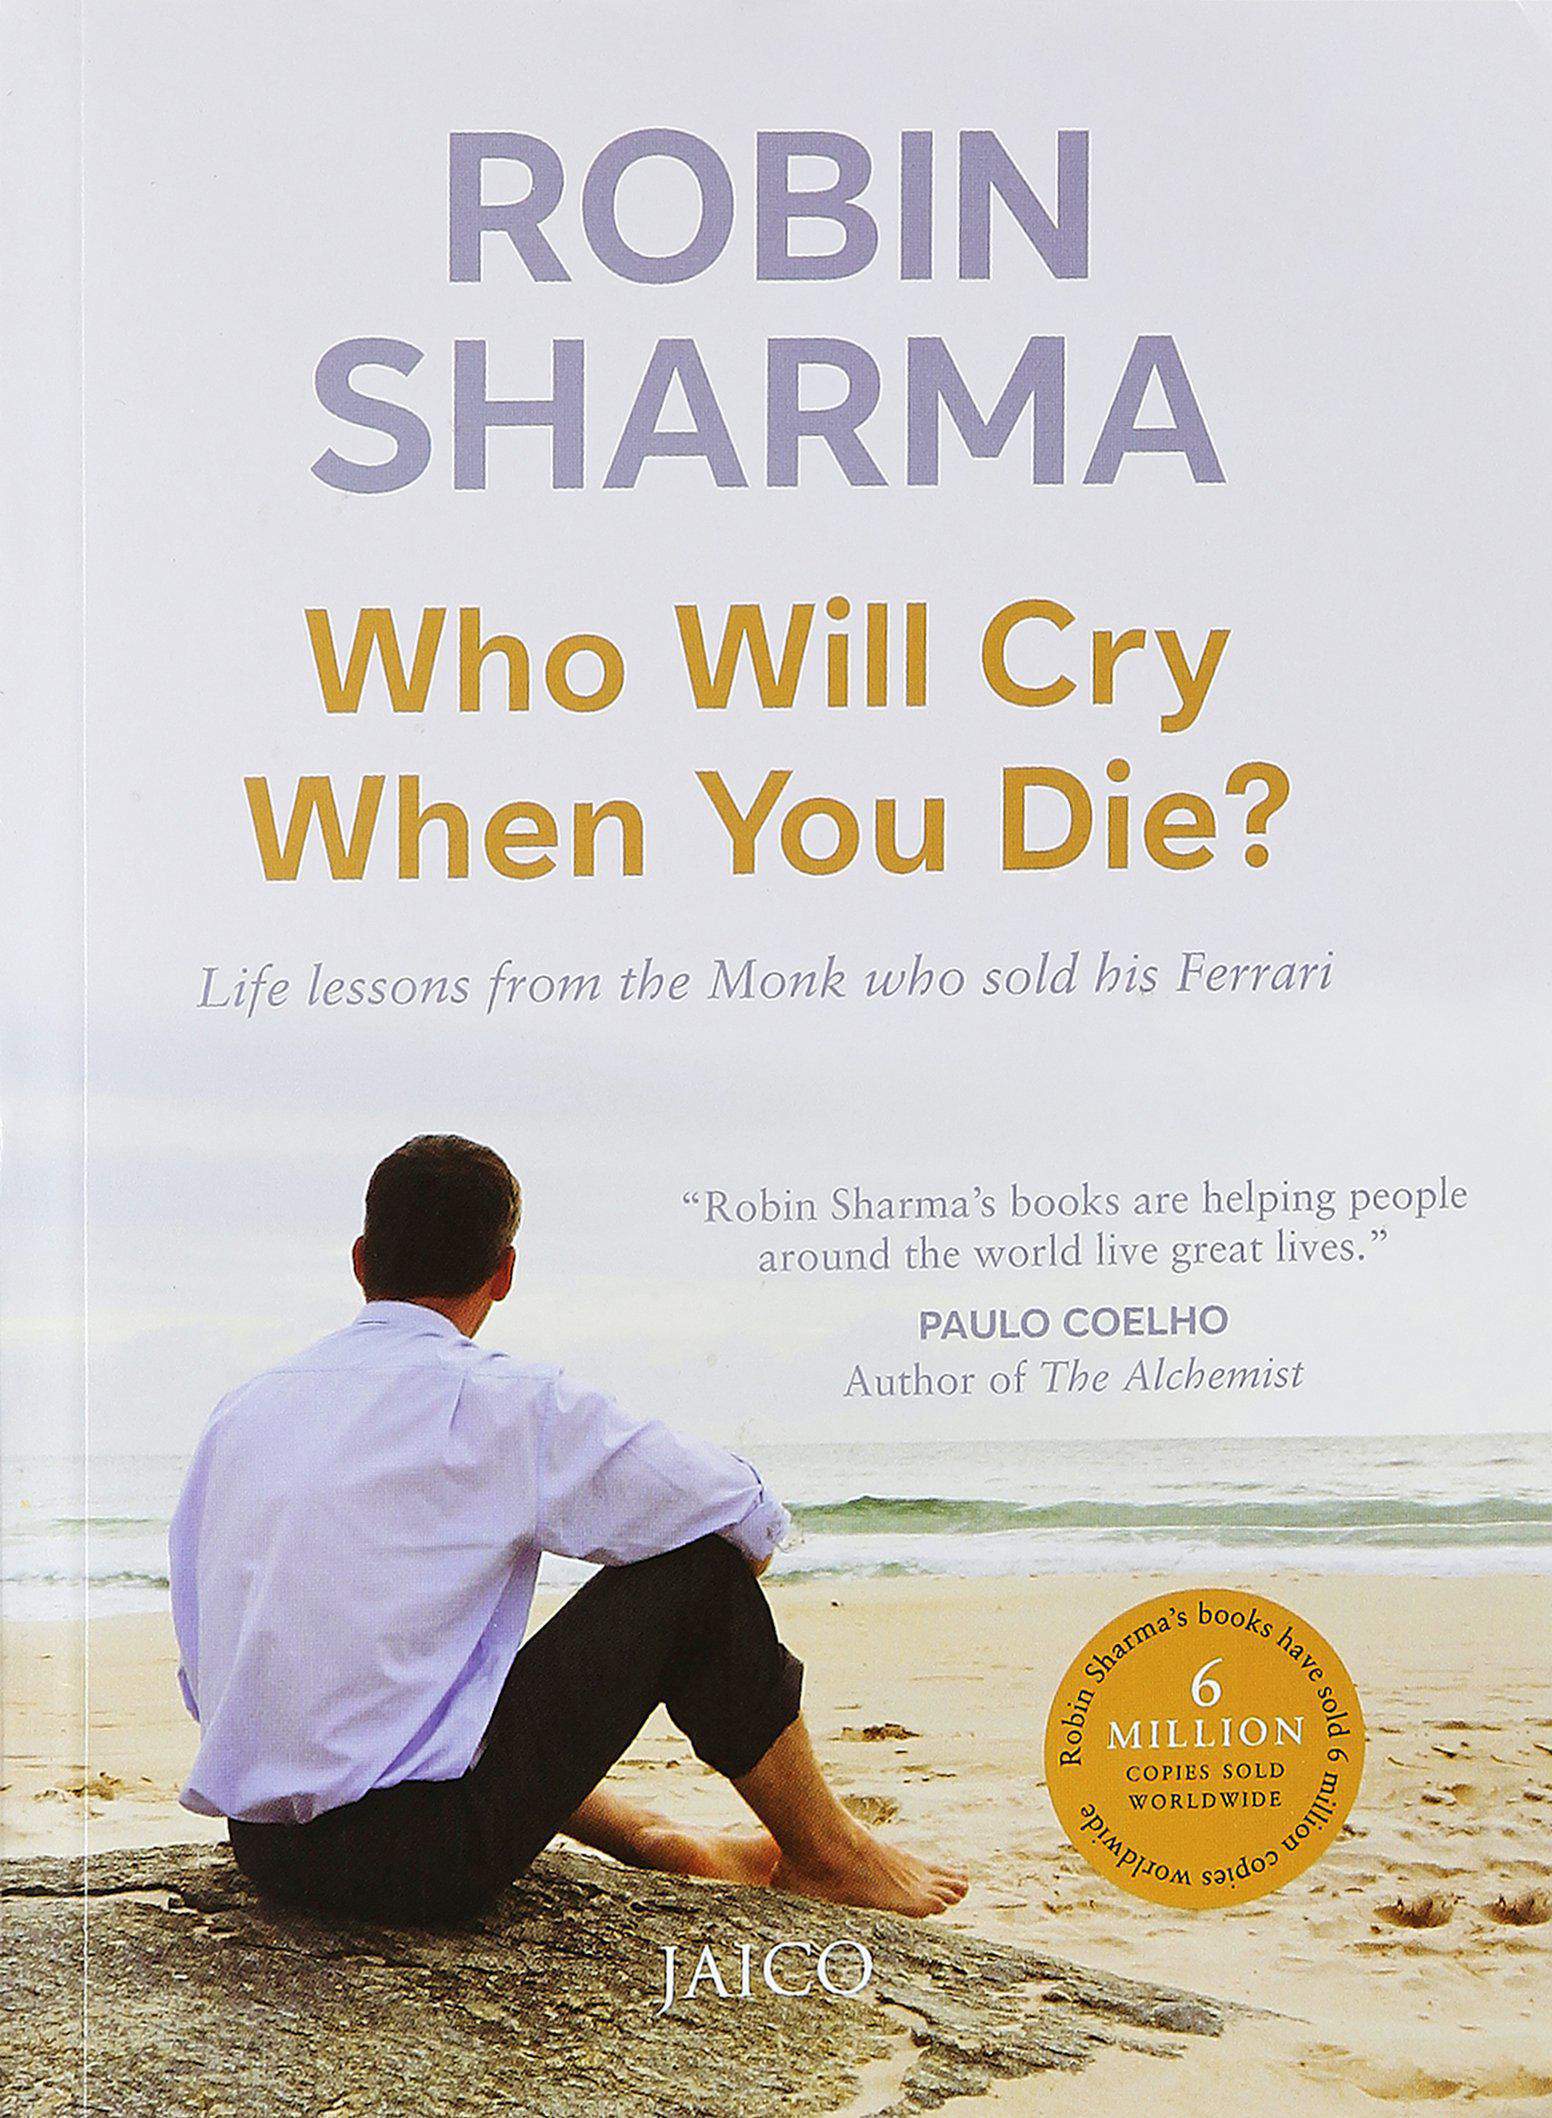 ROBIN
SHARMA
Who Will Cry
When You Die?
Life lessons from the Monk who sold his Ferrari
“Robin Sharma’s books are helping people
around the world live great lives.”
PAULO COELHO
Author of The Alchemist
Robin Sharma’s books have sold 6 million copies worldwide
6
MILLION
COPIES SOLD
WORLDWIDE
JAICO